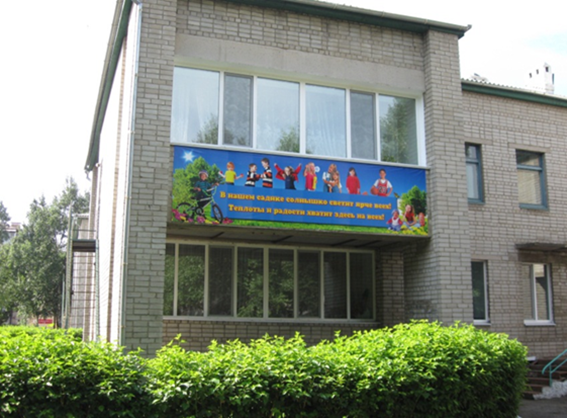 В нашем садике солнышко светит ярче всех!
Теплоты и радости хватит здесь на всех!